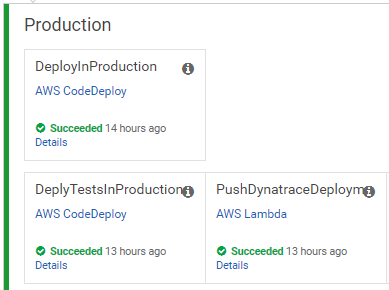 Production
DeployInProduction
AWS CodeDeploy
Succeeded 14 hours ago
Details
DeplyTestsInProduction PushDynatraceDeploym
AWS CodeDeploy AWS Lambda
Succeeded 13 hours ago Succeeded 13 hours ago
Details Details